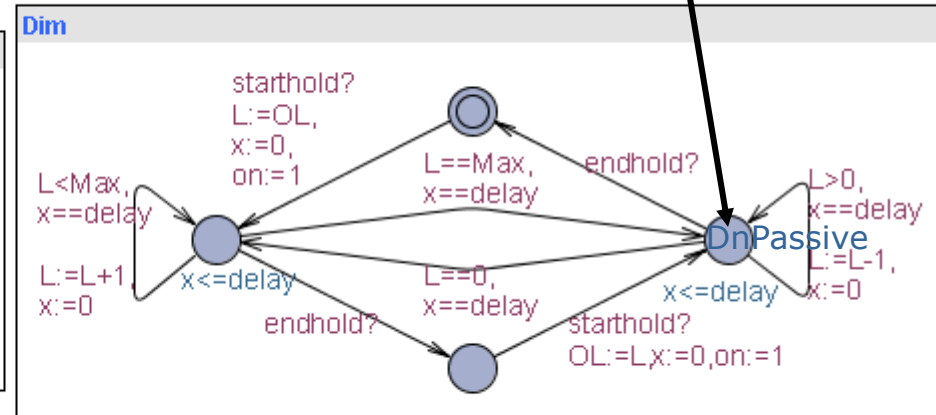 Dim
starthold?
L:=OL,
x:=0,
on:=1
L==Max,
x==delay
endhold?
L<Max,
x==delay
L>0,
x==delay
DnPassive
L:=L+1,
x:=0
x<=delay
L==0,
x==delay
x<=delay
L:=L-1,
x:=0
endhold?
starthold?
OL:=L,x:=0,on:=1